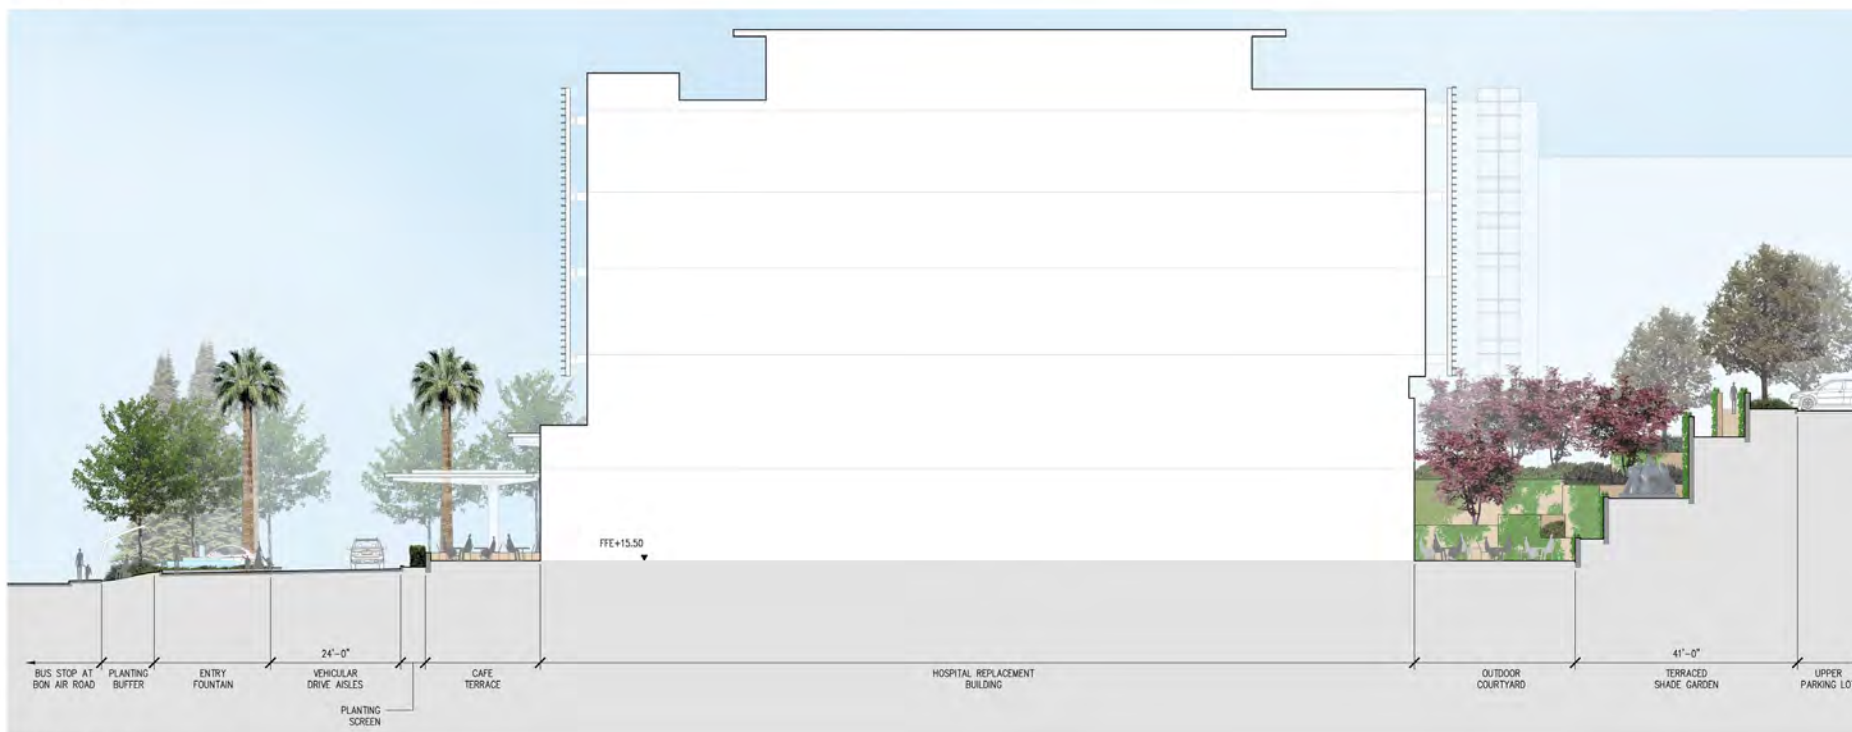 FFE+15.50
24'-0"
41'-0"
BUS STOP AT
BON AIR ROAD
PLANTING
BUFFER
ENTRY
FOUNTAIN
VEHICULAR
DRIVE AISLES
PLANTING
SCREEN
CAFE
TERRACE
HOSPITAL REPLACEMENT
BUILDING
OUTDOOR
COURTYARD
TERRACED
SHADE GARDEN
UPPER
PARKING LO